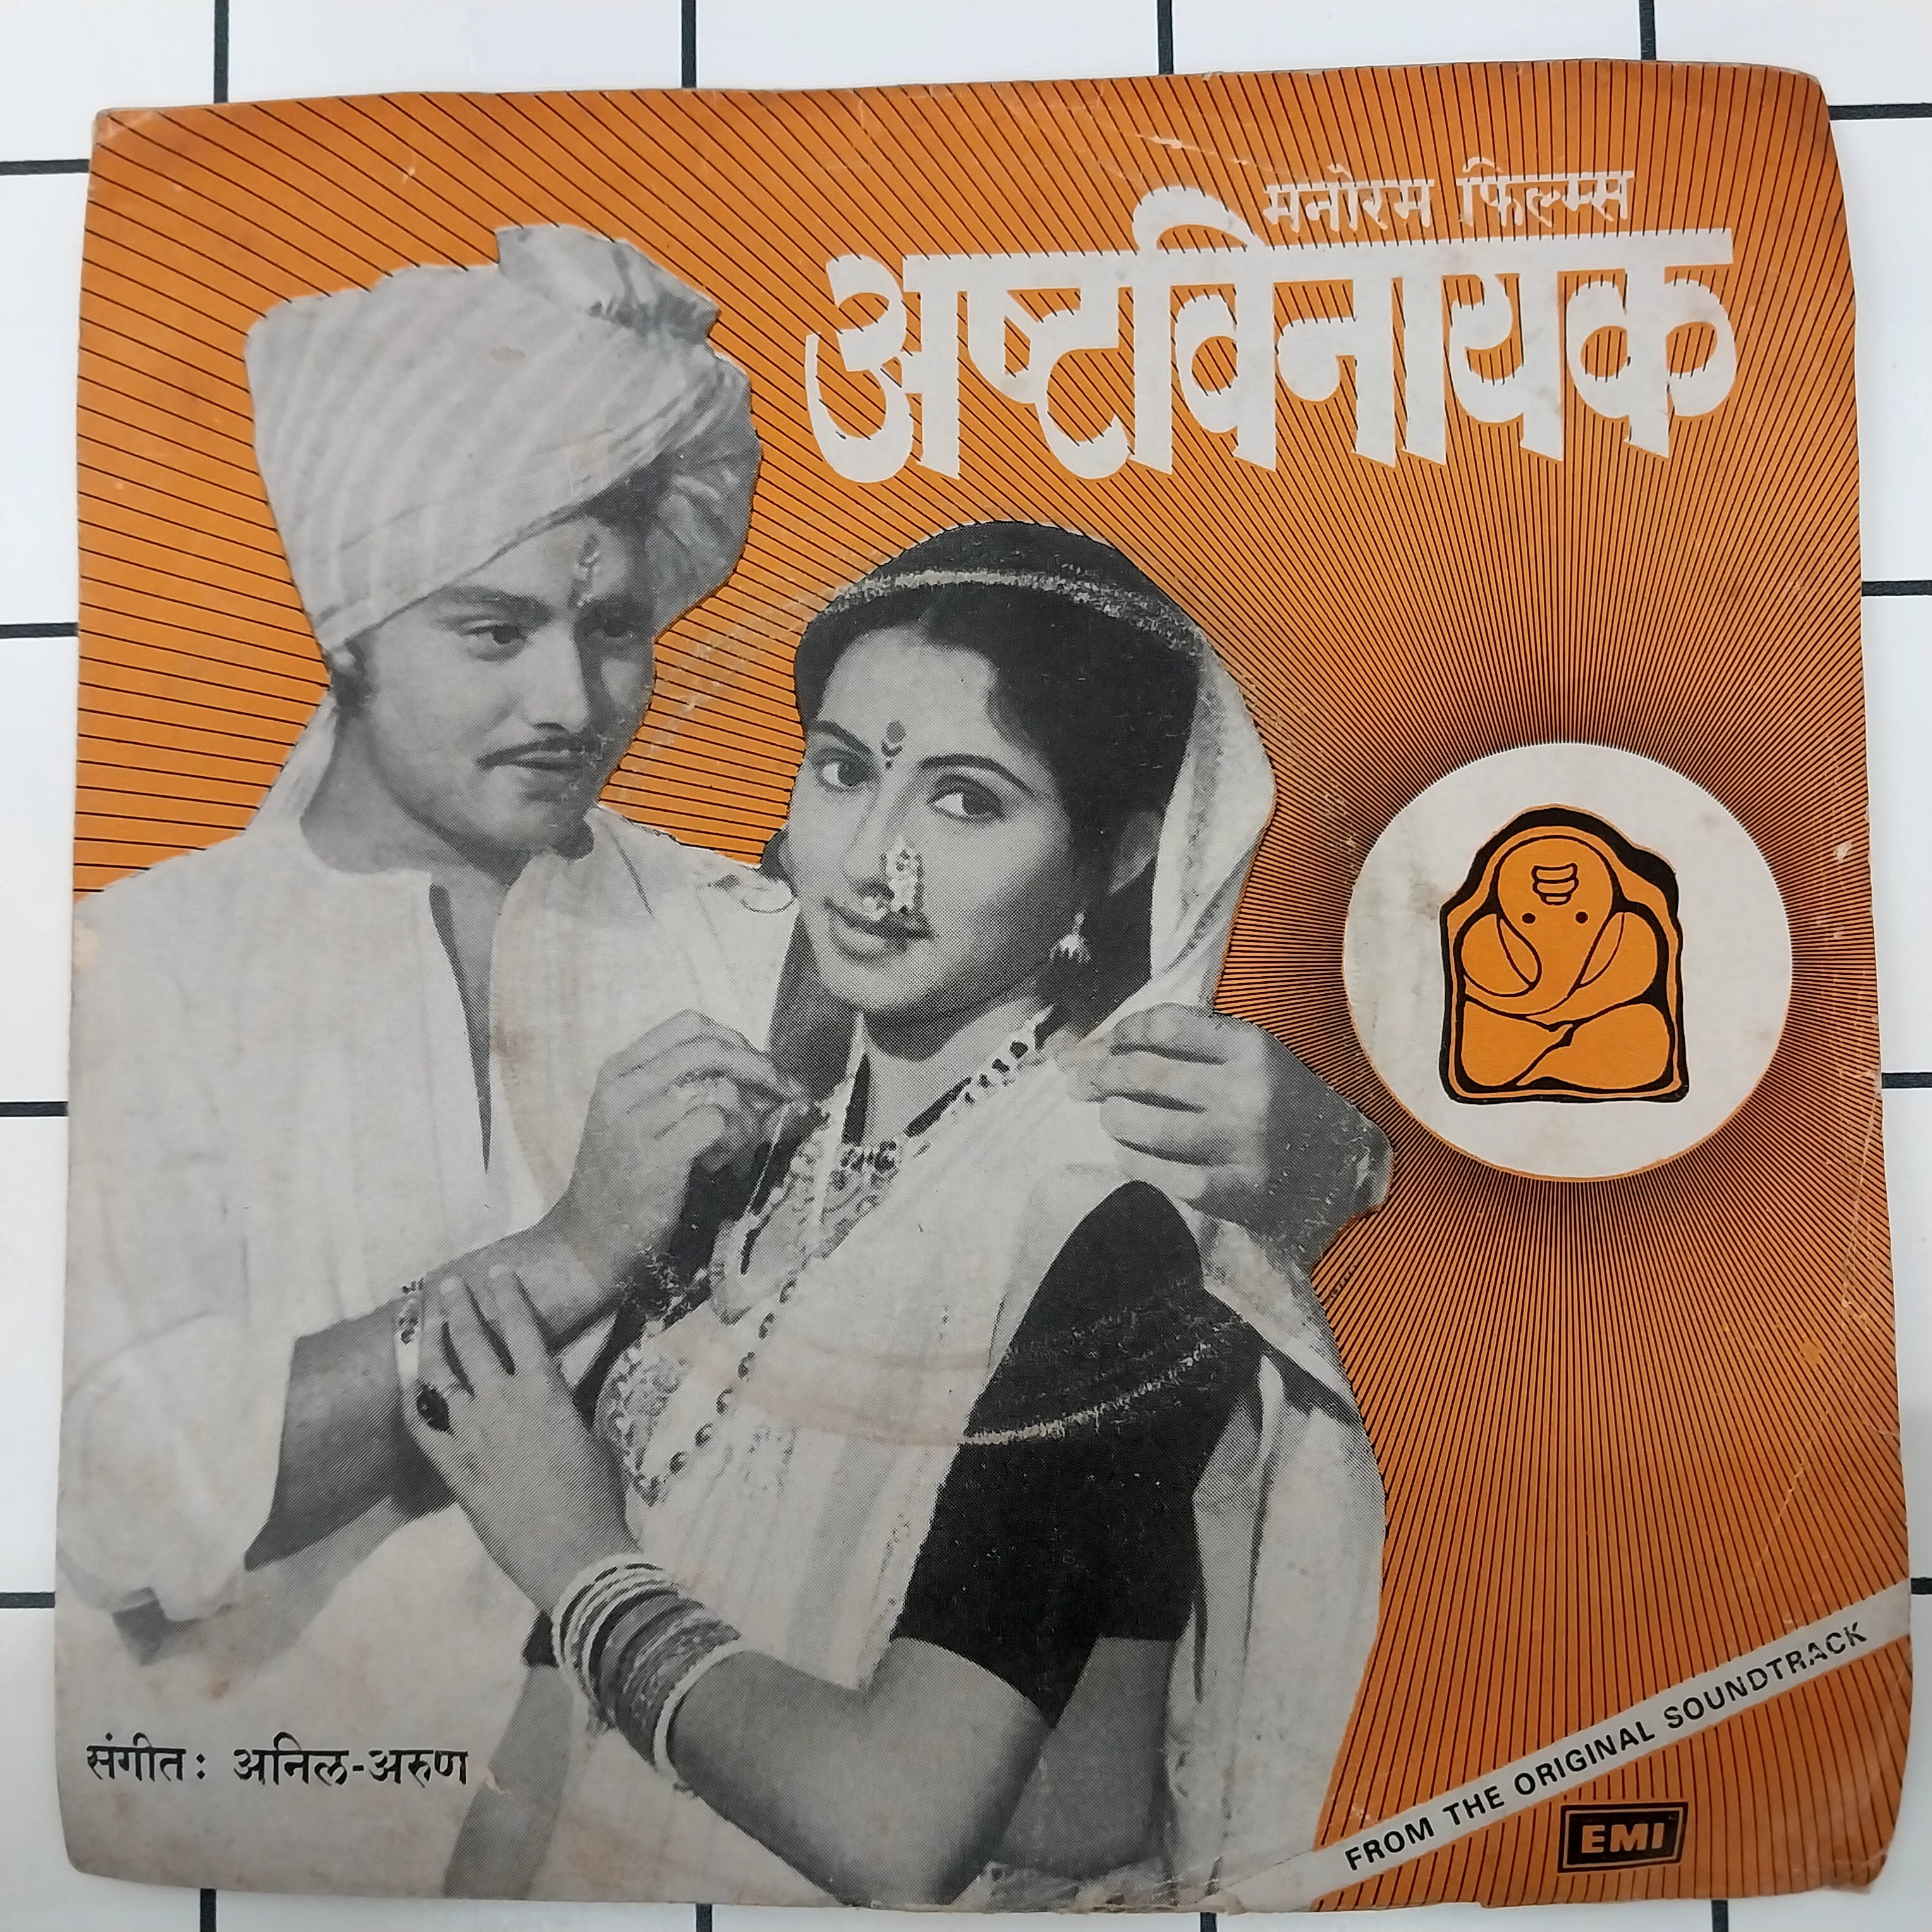 मनोरम फिल्म्स
अष्टविनायक
संगीत: अनिल-अरुण
FROM THE ORIGINAL SOUNDTRACK
EMI